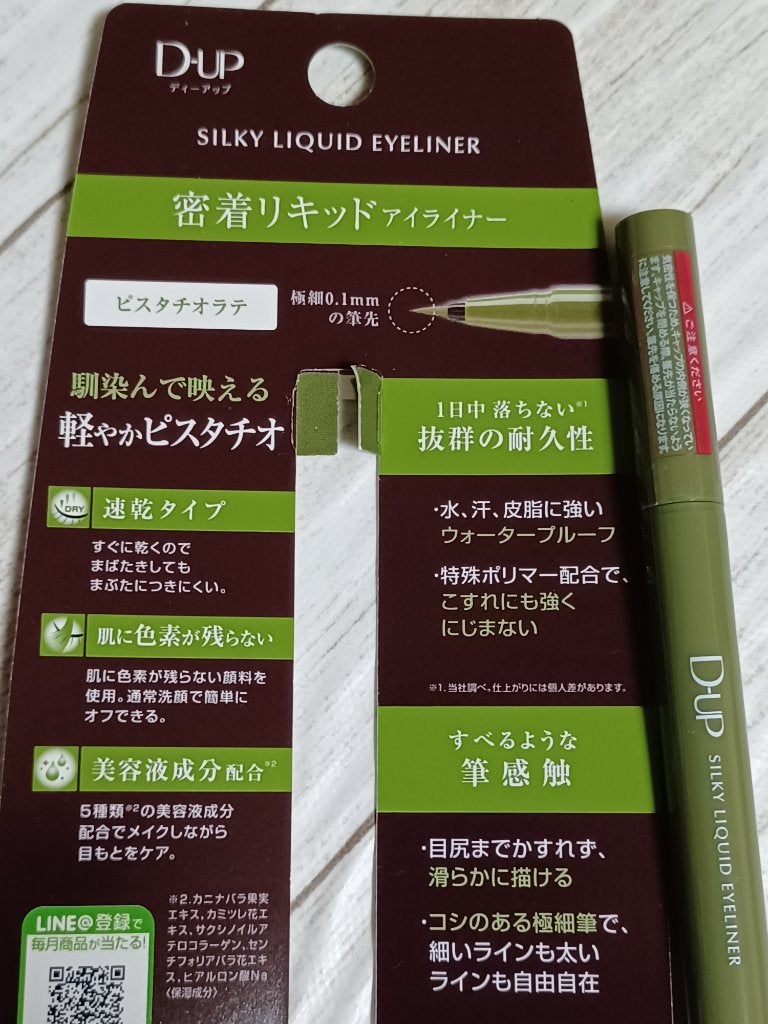 D-UP
ディーアップ
SILKY LIQUID EYELINER
密着リキッドアイライナー
ピスタチオラテ
極細0.1mm
の筆先
馴染んで映える
軽やかピスタチオ
DRY
速乾タイプ
すぐに乾くので
まばたきしても
まぶたにつきにくい。
肌に色素が残らない
肌に色素が残らない顔料を
使用。通常洗顔で簡単に
オフできる。
美容液成分配合※2
5種類※2の美容液成分
配合でメイクしながら
目もとをケア。
※2.カニナバラ果実
エキス、カミツレ花エ
キス、サクシノイルア
テロコラーゲン、セン
チフォリアバラ花エキ
ス、ヒアルロン酸Na
〈保湿成分〉
LINE@登録で
毎月商品が当たる!
1日中 落ちない※1
抜群の耐久性
・水、汗、皮脂に強い
ウォータープルーフ
・特殊ポリマー配合で、
こすれにも強く
にじまない
※1.当社調べ。仕上がりには個人差があります。
すべるような
筆感触
・目尻までかすれず、
滑らかに描ける
・コシのある極細筆で、
細いラインも太い
ラインも自由自在
⚠ご注意ください
D-UP SILKY LIQUID EYELINER